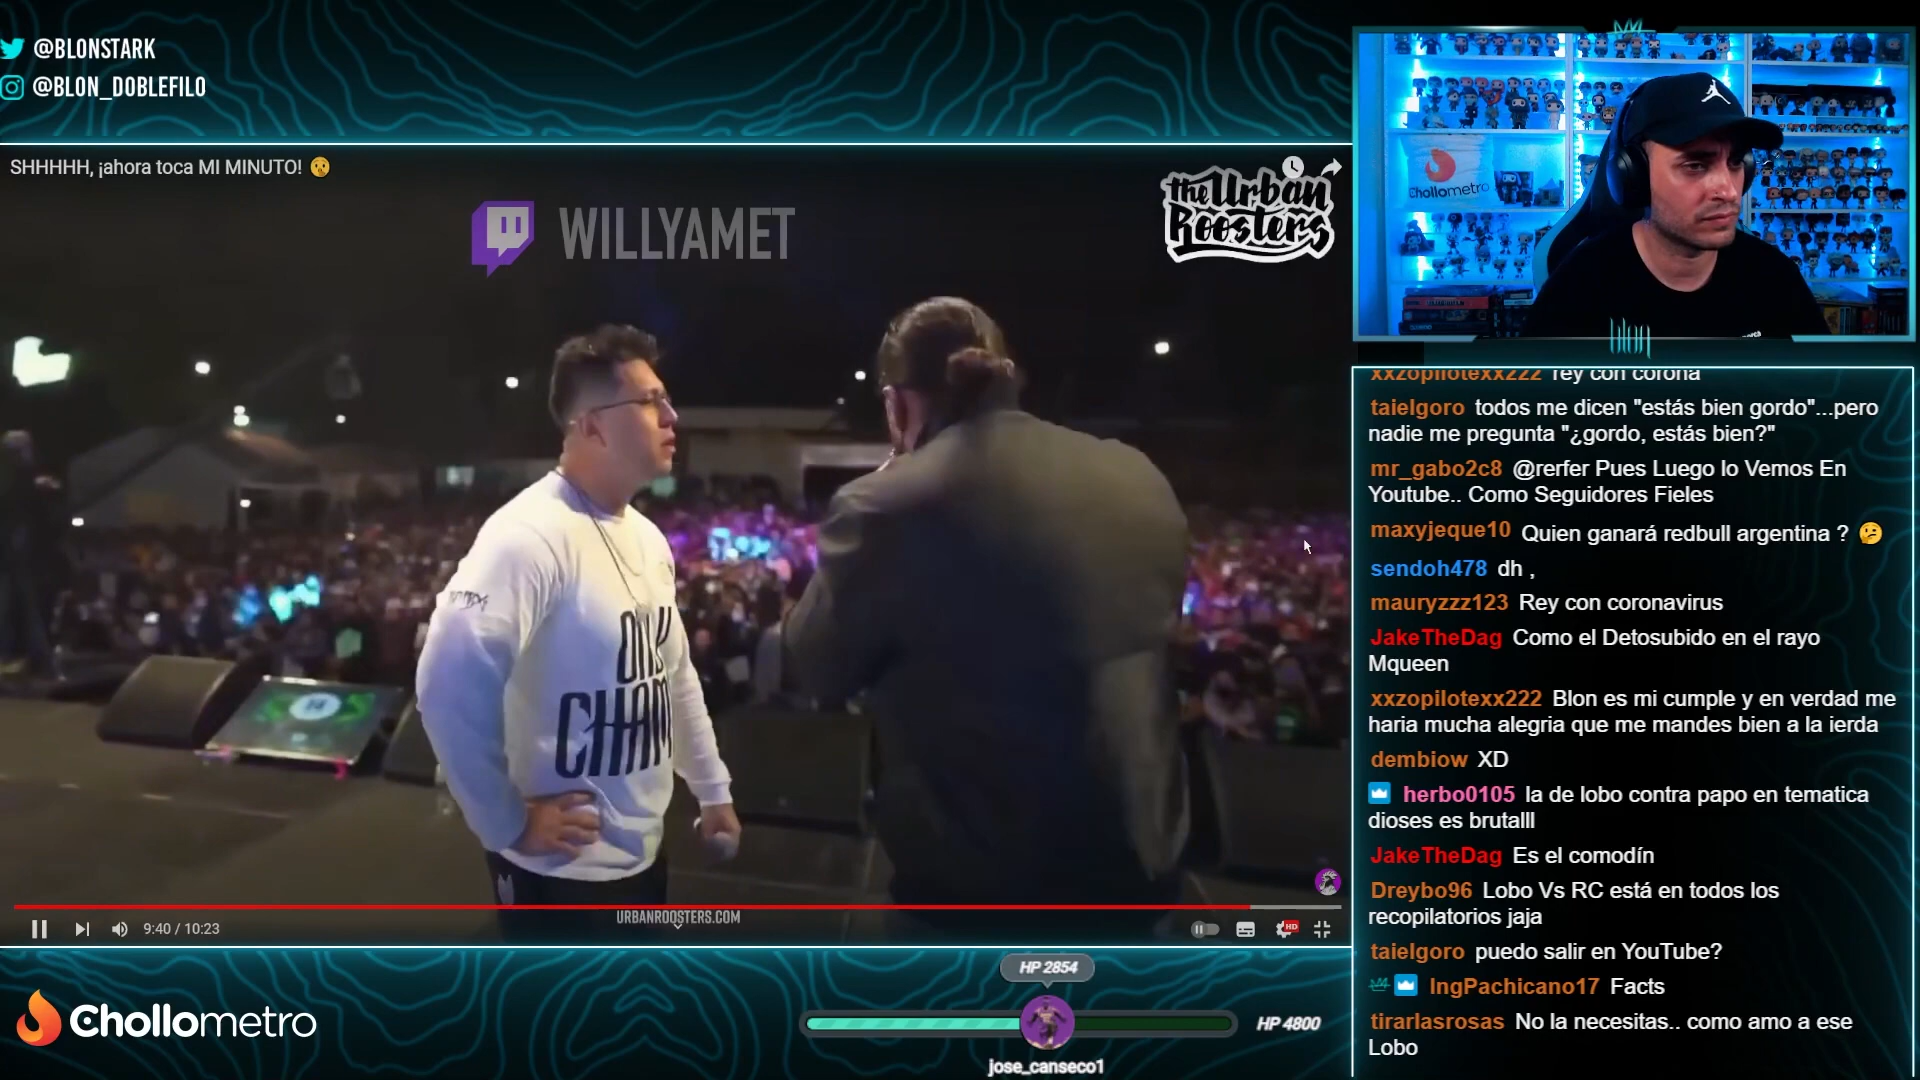 @BLONSTARK
@BLON_DOBLEFILO
SHHHHH, ¡ahora toca MI MINUTO! 🤫
WILLYAMET
the Urban
Roosters
Chollometro
ONLY
CHAM
URBANROOSTERS.COM
9:40 / 10:23
HD
Chollometro
HP 2854
HP 4800
jose_canseco1
xxzopilotexx222 rey con corona
taielgoro todos me dicen "estás bien gordo"...pero
nadie me pregunta "¿gordo, estás bien?"
mr_gabo2c8 @rerfer Pues Luego lo Vemos En
Youtube.. Como Seguidores Fieles
maxyjeque10 Quien ganará redbull argentina ? 🤔
sendoh478 dh ,
mauryzzz123 Rey con coronavirus
JakeTheDag Como el Detosubido en el rayo
Mqueen
xxzopilotexx222 Blon es mi cumple y en verdad me
haria mucha alegria que me mandes bien a la ierda
dembiow XD
herbo0105 la de lobo contra papo en tematica
dioses es brutalll
JakeTheDag Es el comodín
Dreybo96 Lobo Vs RC está en todos los
recopilatorios jaja
taielgoro puedo salir en YouTube?
IngPachicano17 Facts
tirarlasrosas No la necesitas.. como amo a ese
Lobo